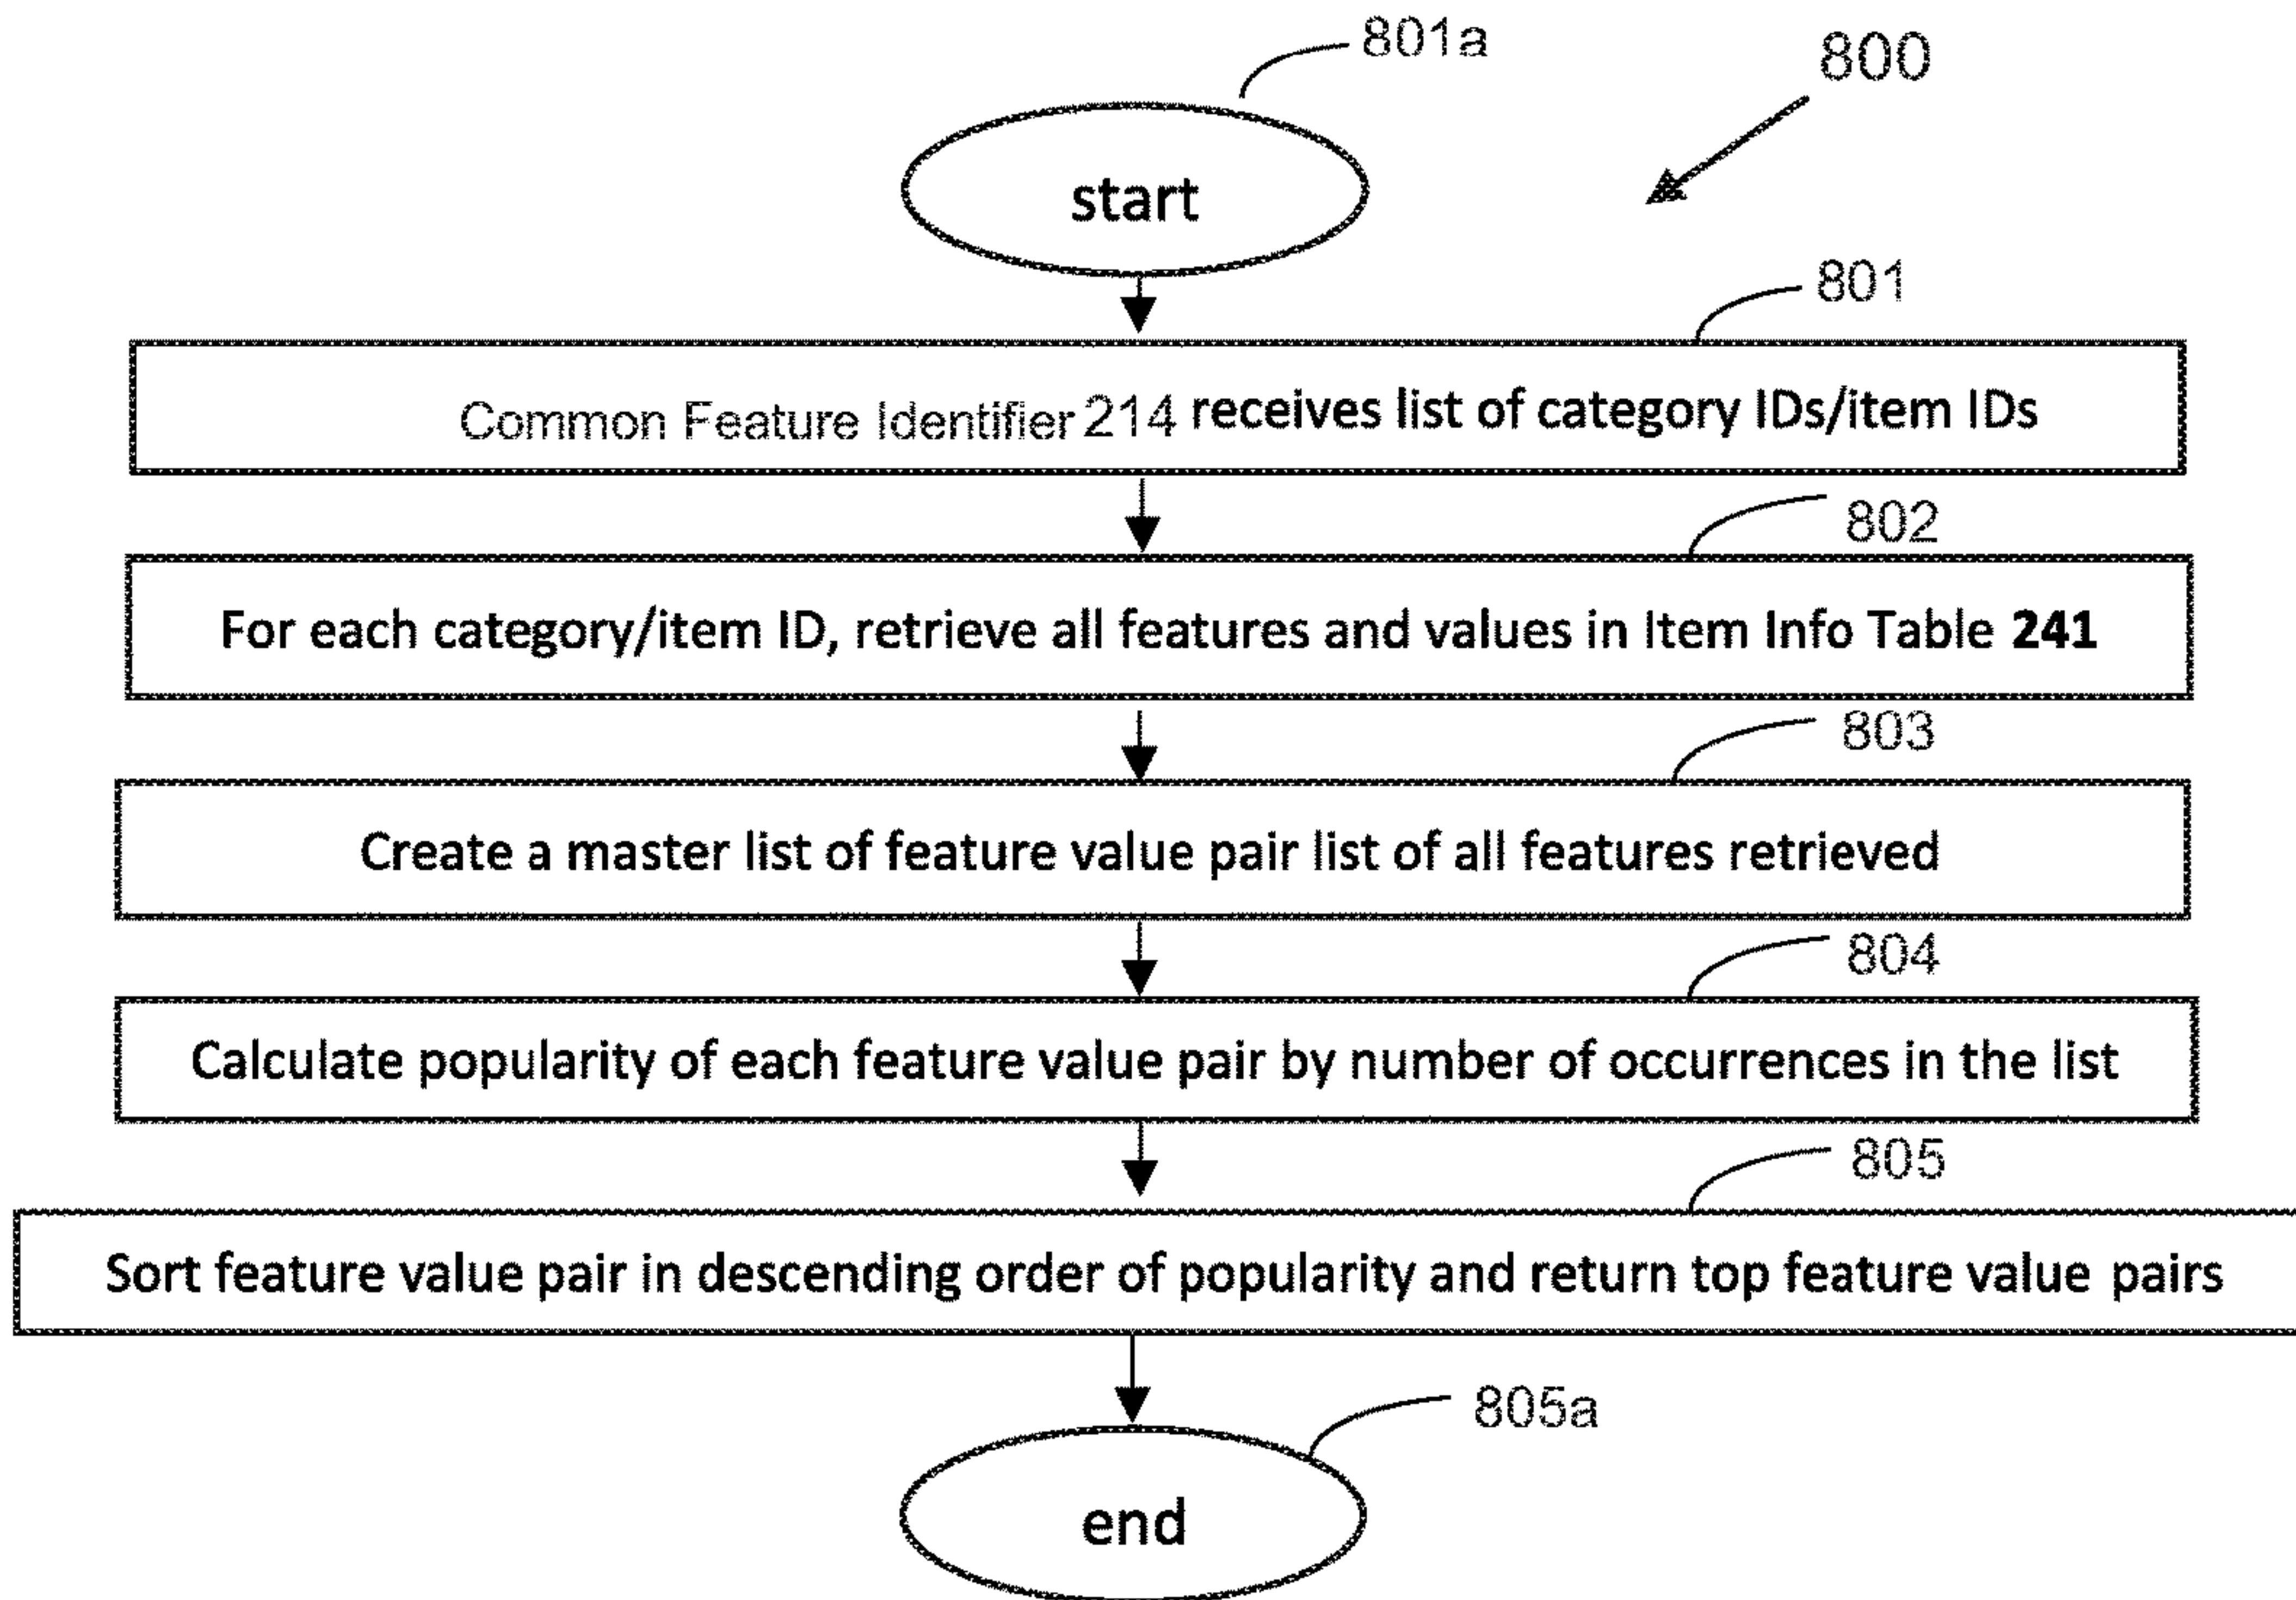 801a
800
start
801
Common Feature Identifier 214 receives list of category IDs/item IDs
802
For each category/item ID, retrieve all features and values in Item Info Table 241
803
Create a master list of feature value pair list of all features retrieved
804
Calculate popularity of each feature value pair by number of occurrences in the list
805
Sort feature value pair in descending order of popularity and return top feature value pairs
805a
end